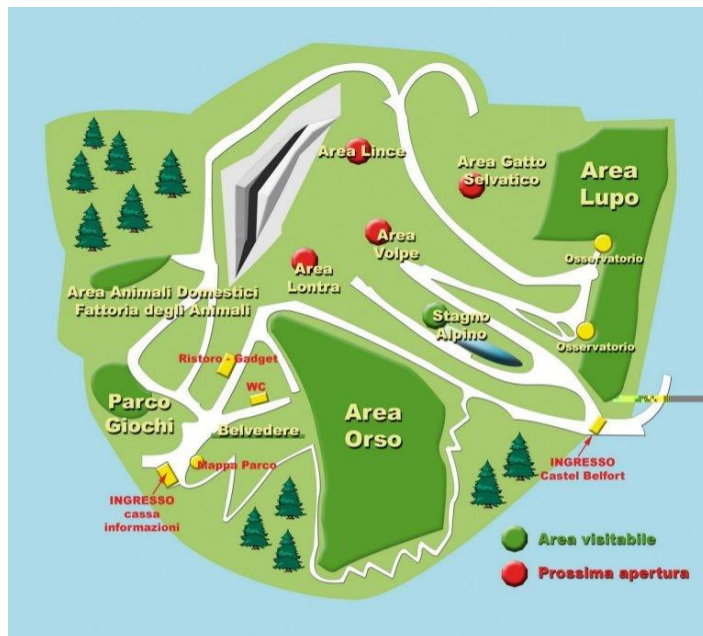 Area Lince
Area Gatto
Selvatico
Area
Lupo
Area
Volpe
Osservatorio
Area
Lontra
Area Animali Domestici
Fattoria degli Animali
Stagno
Alpino
Osservatorio
Ristoro - Gadget
WC
Parco
Giochi
Belvedere
Area
Orso
Mappa Parco
INGRESSO
Castel Belfort
INGRESSO
cassa
informazioni
Area visitabile
Prossima apertura